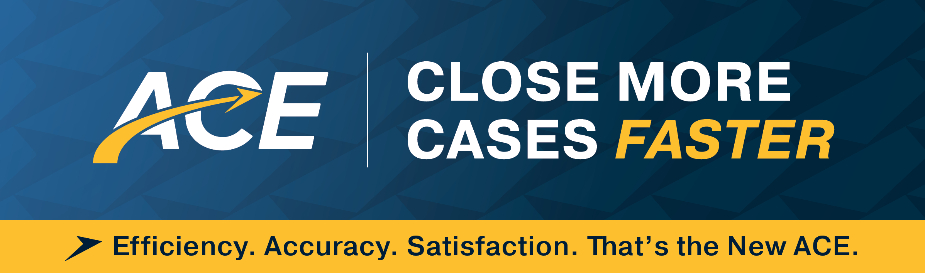 ACE
CLOSE MORE
CASES FASTER
Efficiency. Accuracy. Satisfaction. That's the New ACE.